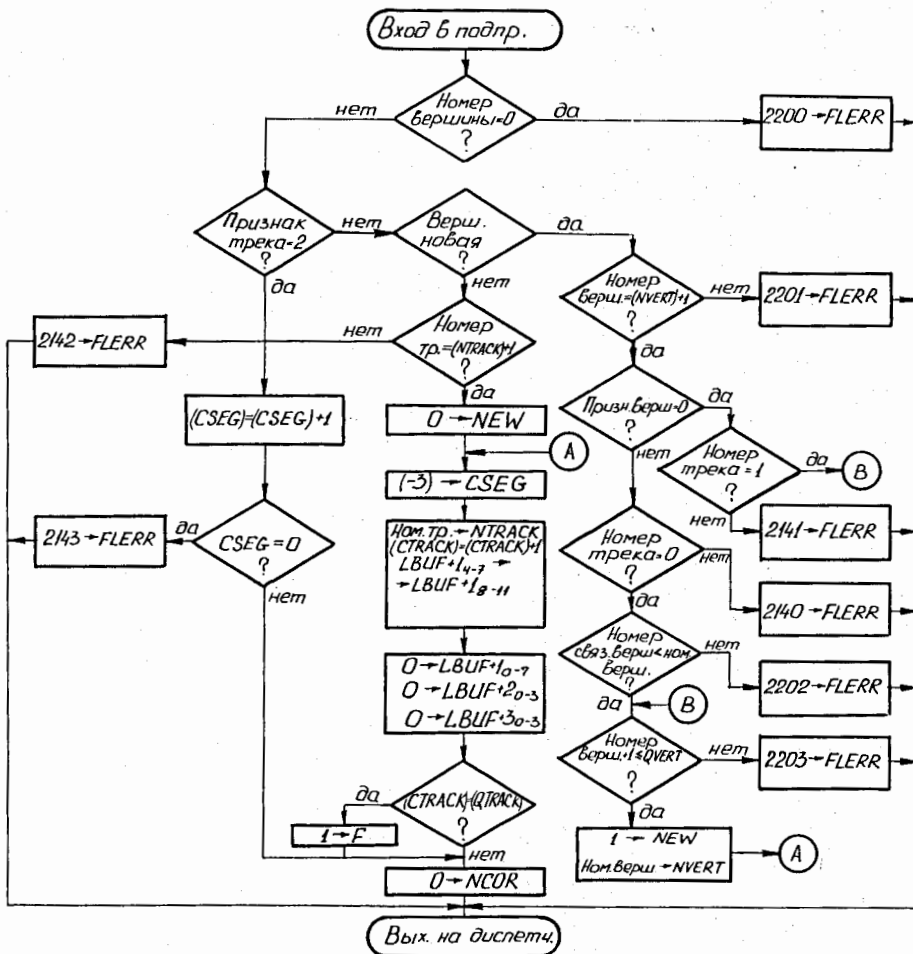 Вход в подпр.
Номер
вершины=0
?
нет
да
2200→FLERR
Признак
трека=2
?
нет
да
Верш.
новая
?
да
нет
Номер
верш.=(NVERT)+1
?
нет
да
2201→FLERR
2142→FLERR
нет
Номер
тр.=(NTRACK)+1
?
да
(CSEG)=(CSEG)+1
0→NEW
A
Призн.верш=0
?
да
нет
Номер
трека=1
?
да
B
нет
(-3)→CSEG
2141→FLERR
2143→FLERR
да
CSEG=0
?
нет
Ном.тр.→NTRACK
(CTRACK)=(CTRACK)+1
LBUF+1₄₋₇→
→LBUF+1₈₋₁₁
Номер
трека=0
?
нет
да
2140→FLERR
0→LBUF+1₀₋₇
0→LBUF+2₀₋₃
0→LBUF+3₀₋₃
Номер
связ.верш<ном.
верш.
?
нет
да
2202→FLERR
B
Номер
верш.+1≤QVERT
?
нет
да
2203→FLERR
(CTRACK)=(QTRACK)
?
да
нет
1→F
1→NEW
Ном.верш→NVERT
A
0→NCOR
Вых. на диспетч.